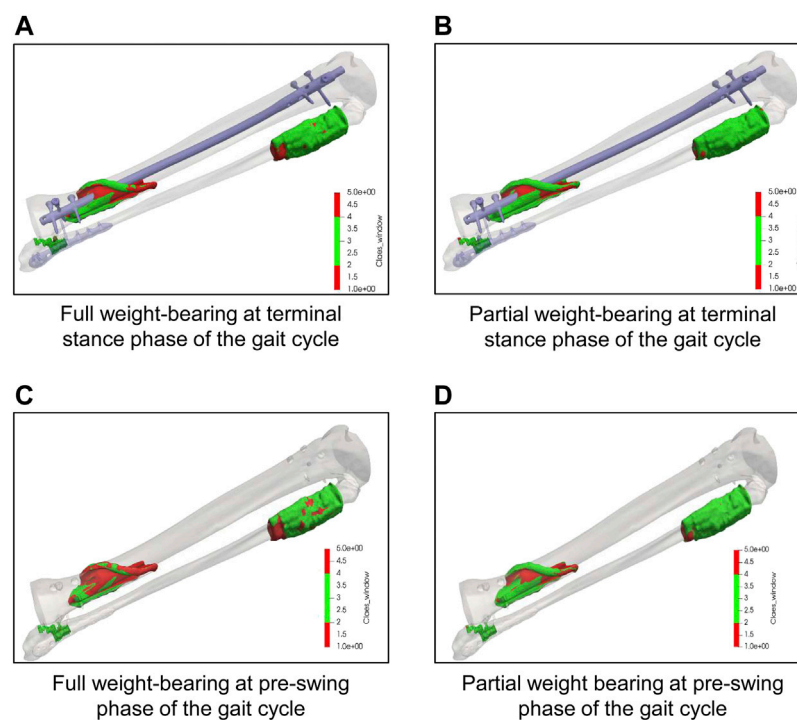 A
B
5.0e+00
4.5
4
3.5
3
2.5
2
1.5
1.0e+00
Claes_window
5.0e+00
4.5
4
3.5
3
2.5
2
1.5
1.0e+00
Claes_window
Full weight-bearing at terminal
stance phase of the gait cycle
Partial weight-bearing at terminal
stance phase of the gait cycle
C
D
5.0e+00
4.5
4
3.5
3
2.5
2
1.5
1.0e+00
Claes_window
5.0e+00
4.5
4
3.5
3
2.5
2
1.5
1.0e+00
Claes_window
Full weight-bearing at pre-swing
phase of the gait cycle
Partial weight bearing at pre-swing
phase of the gait cycle